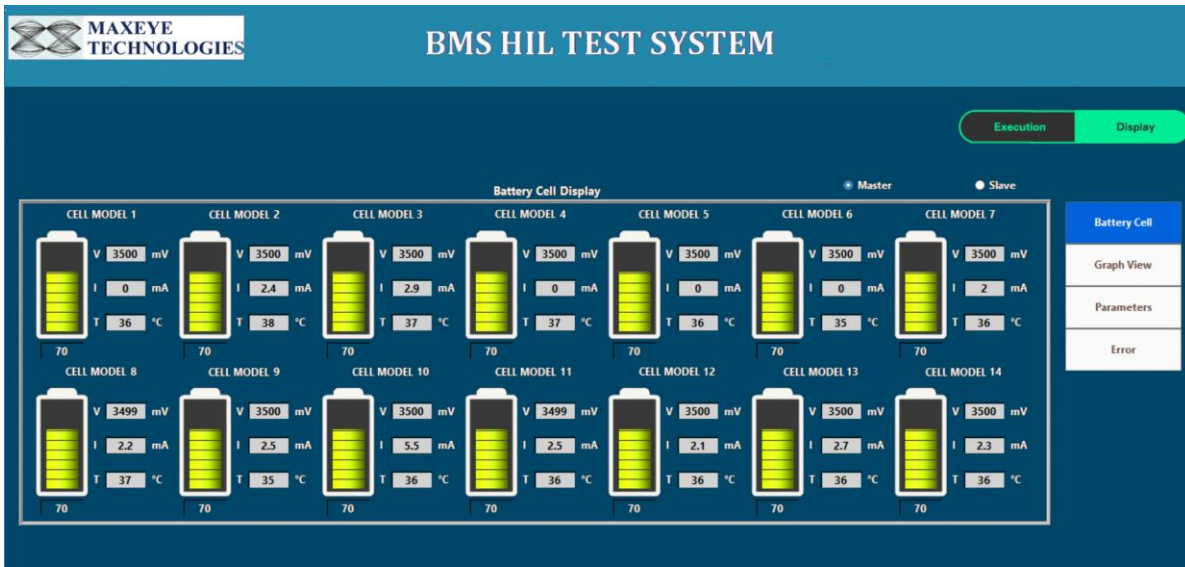 MAXEYE
TECHNOLOGIES
BMS HIL TEST SYSTEM
Execution Display
Battery Cell Display Master Slave
CELL MODEL 1 CELL MODEL 2 CELL MODEL 3 CELL MODEL 4 CELL MODEL 5 CELL MODEL 6 CELL MODEL 7
V 3500 mV V 3500 mV V 3500 mV V 3500 mV V 3500 mV V 3500 mV V 3500 mV
I 0 mA I 2.4 mA I 2.9 mA I 0 mA I 0 mA I 0 mA I 2 mA
T 36 °C T 38 °C T 37 °C T 37 °C T 36 °C T 35 °C T 36 °C
70 70 70 70 70 70 70
CELL MODEL 8 CELL MODEL 9 CELL MODEL 10 CELL MODEL 11 CELL MODEL 12 CELL MODEL 13 CELL MODEL 14
V 3499 mV V 3500 mV V 3500 mV V 3499 mV V 3500 mV V 3500 mV V 3500 mV
I 2.2 mA I 2.5 mA I 5.5 mA I 2.5 mA I 2.1 mA I 2.7 mA I 2.3 mA
T 37 °C T 35 °C T 36 °C T 36 °C T 36 °C T 36 °C T 36 °C
70 70 70 70 70 70 70
Battery Cell
Graph View
Parameters
Error